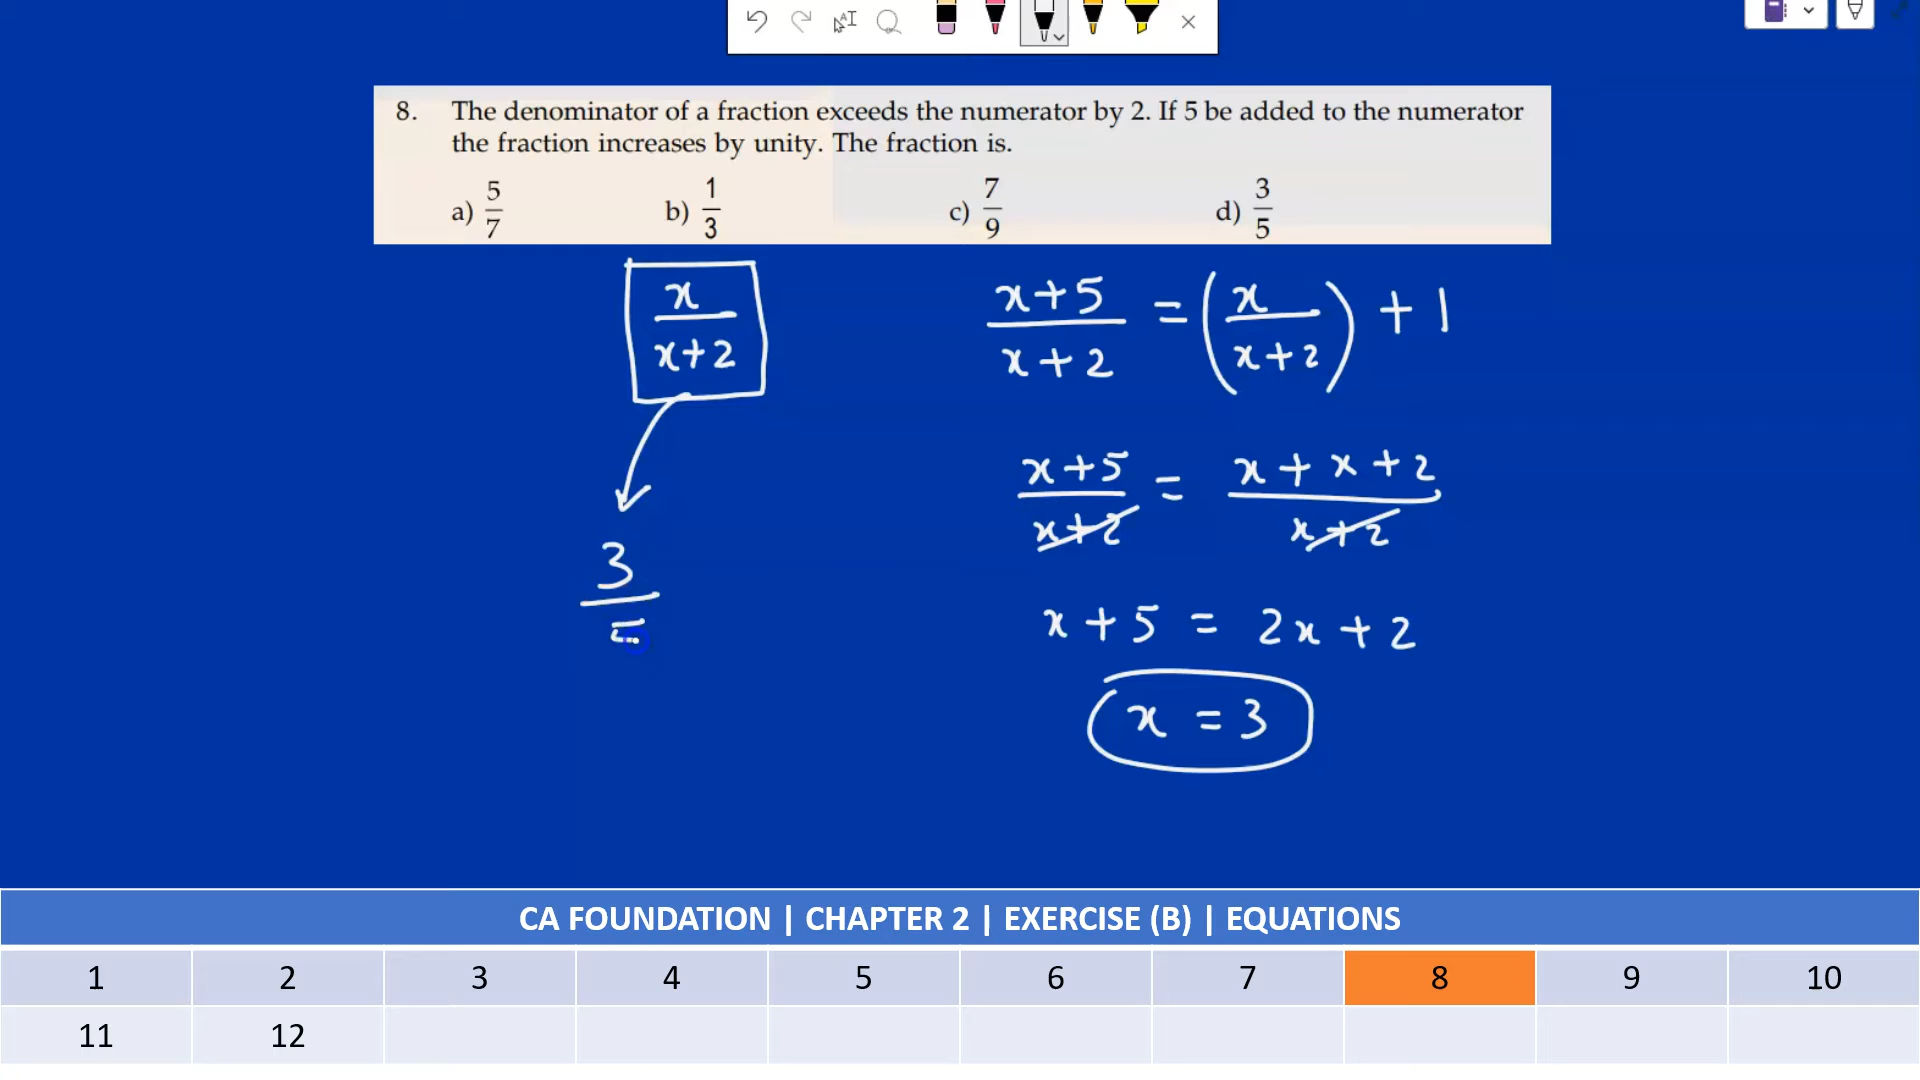 8. The denominator of a fraction exceeds the numerator by 2. If 5 be added to the numerator
the fraction increases by unity. The fraction is.
a) 5/7 b) 1/3 c) 7/9 d) 3/5
x/(x+2)
(x+5)/(x+2) = (x/(x+2)) + 1
(x+5)/(x+2) = (x+x+2)/(x+2)
3/5
x+5 = 2x+2
x = 3
CA FOUNDATION | CHAPTER 2 | EXERCISE (B) | EQUATIONS
1 2 3 4 5 6 7 8 9 10
11 12